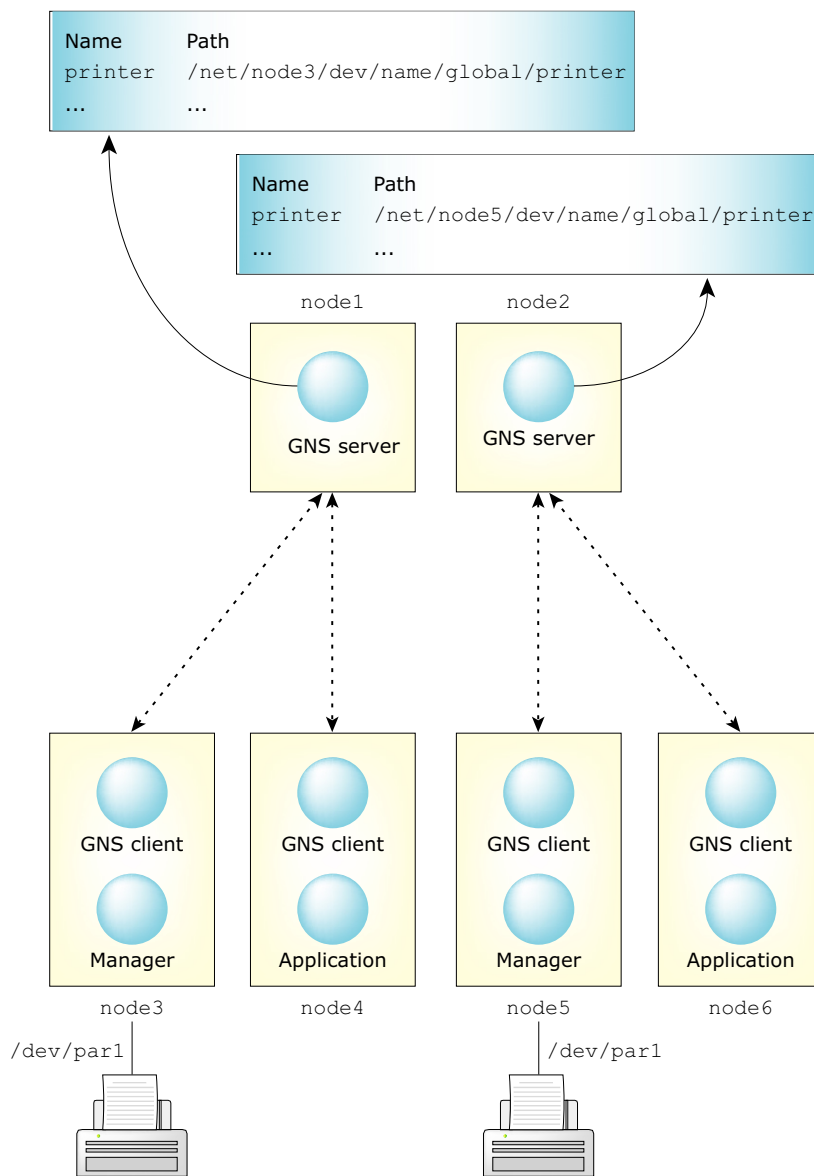 Name Path
printer /net/node3/dev/name/global/printer
... ...
Name Path
printer /net/node5/dev/name/global/printer
... ...
node1 node2
GNS server GNS server
GNS client GNS client GNS client GNS client
Manager Application Manager Application
node3 node4 node5 node6
/dev/par1 /dev/par1